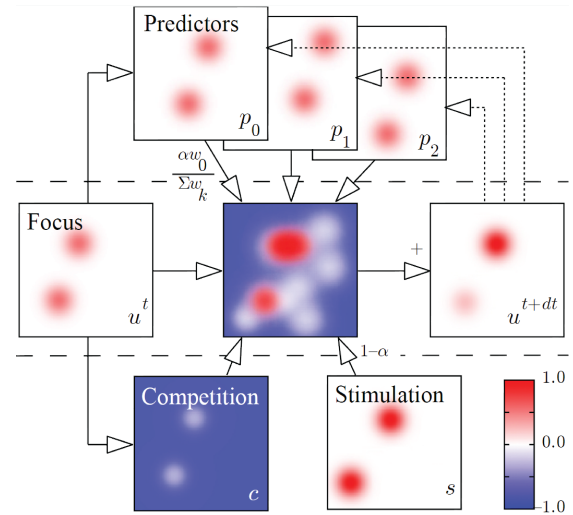 Predictors
p0
p1
p2
αw0
Σwk
Focus
u^t
+
u^t+dt
1−α
Competition
c
Stimulation
s
1.0
0.0
-1.0